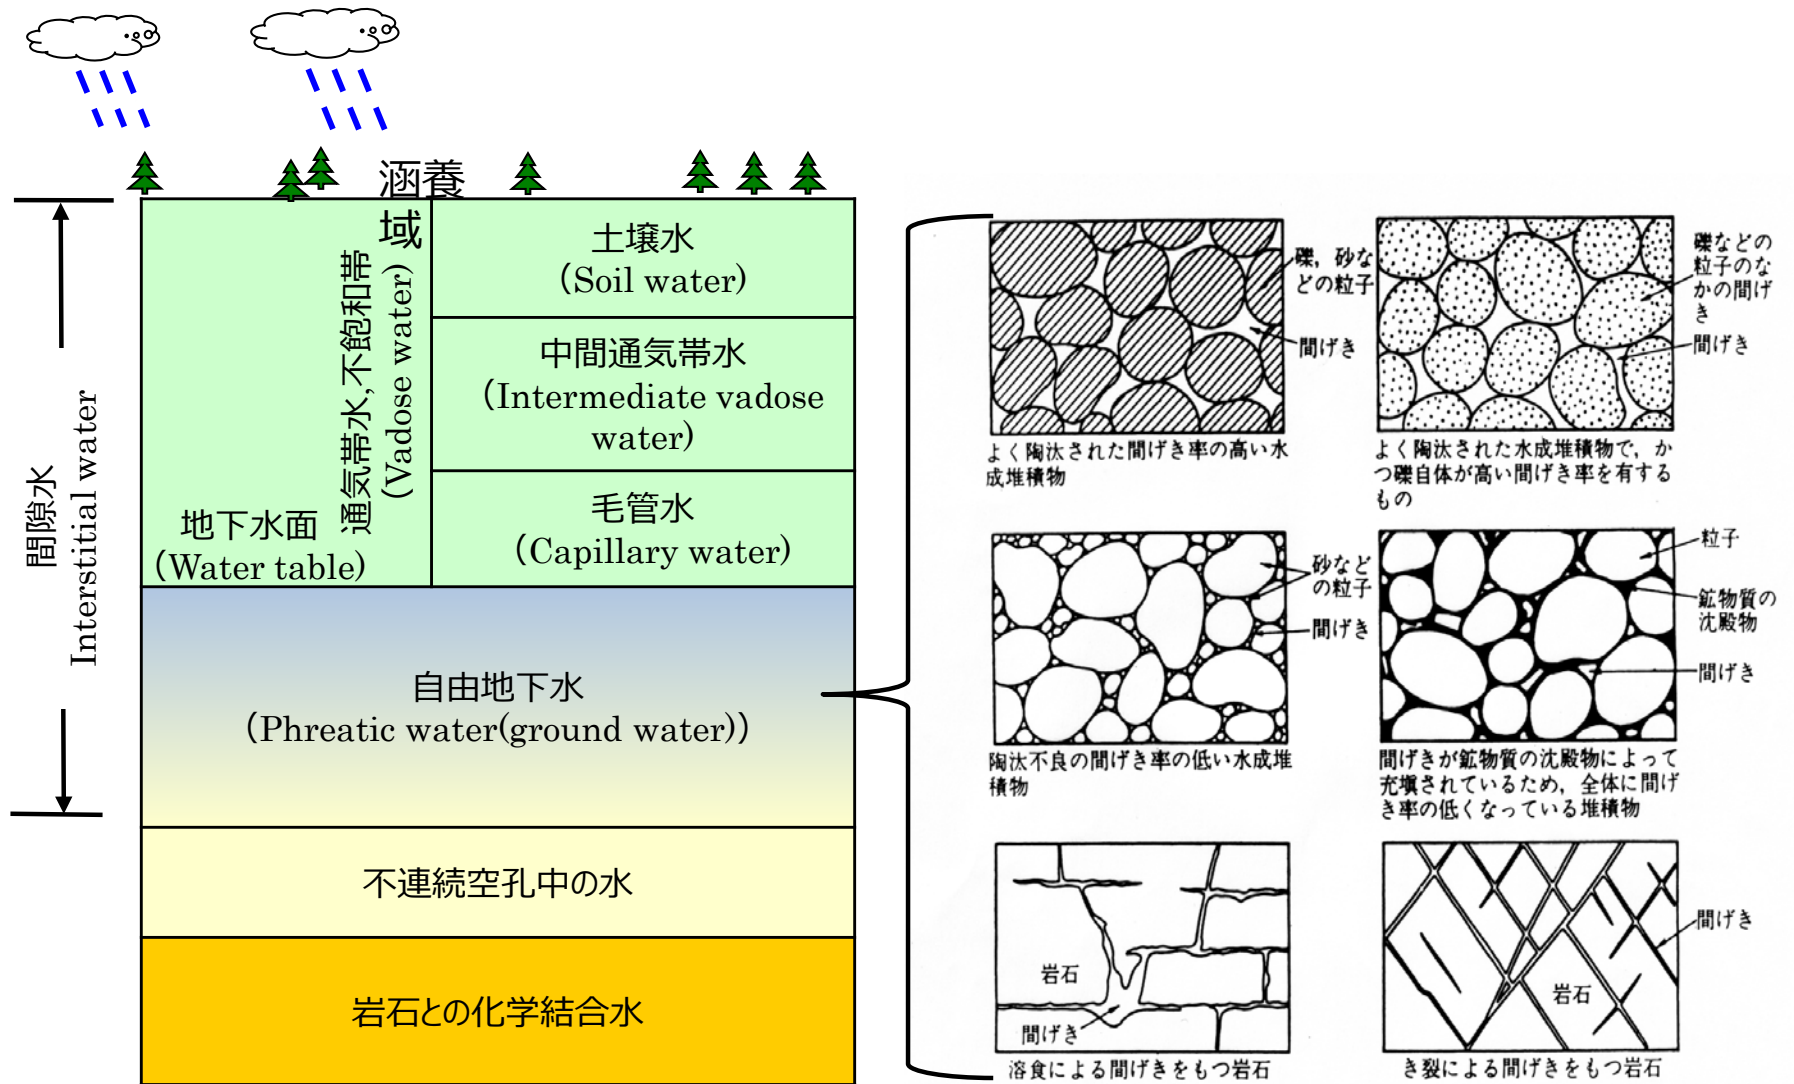 涵養
域
間隙水
Interstitial water
通気帯水,不飽和帯
(Vadose water)
地下水面
(Water table)
土壌水
(Soil water)
中間通気帯水
(Intermediate vadose
water)
毛管水
(Capillary water)
自由地下水
(Phreatic water(ground water))
不連続空孔中の水
岩石との化学結合水
礫,砂な
どの粒子
間げき
よく陶汰された間げき率の高い水
成堆積物
礫などの
粒子のな
かの間げ
き
間げき
よく陶汰された水成堆積物で,か
つ礫自体が高い間げき率を有する
もの
砂など
の粒子
間げき
陶汰不良の間げき率の低い水成堆
積物
粒子
鉱物質の
沈殿物
間げき
間げきが鉱物質の沈殿物によって
充塡されているため,全体に間げ
き率の低くなっている堆積物
岩石
間げき
溶食による間げきをもつ岩石
間げき
岩石
き裂による間げきをもつ岩石